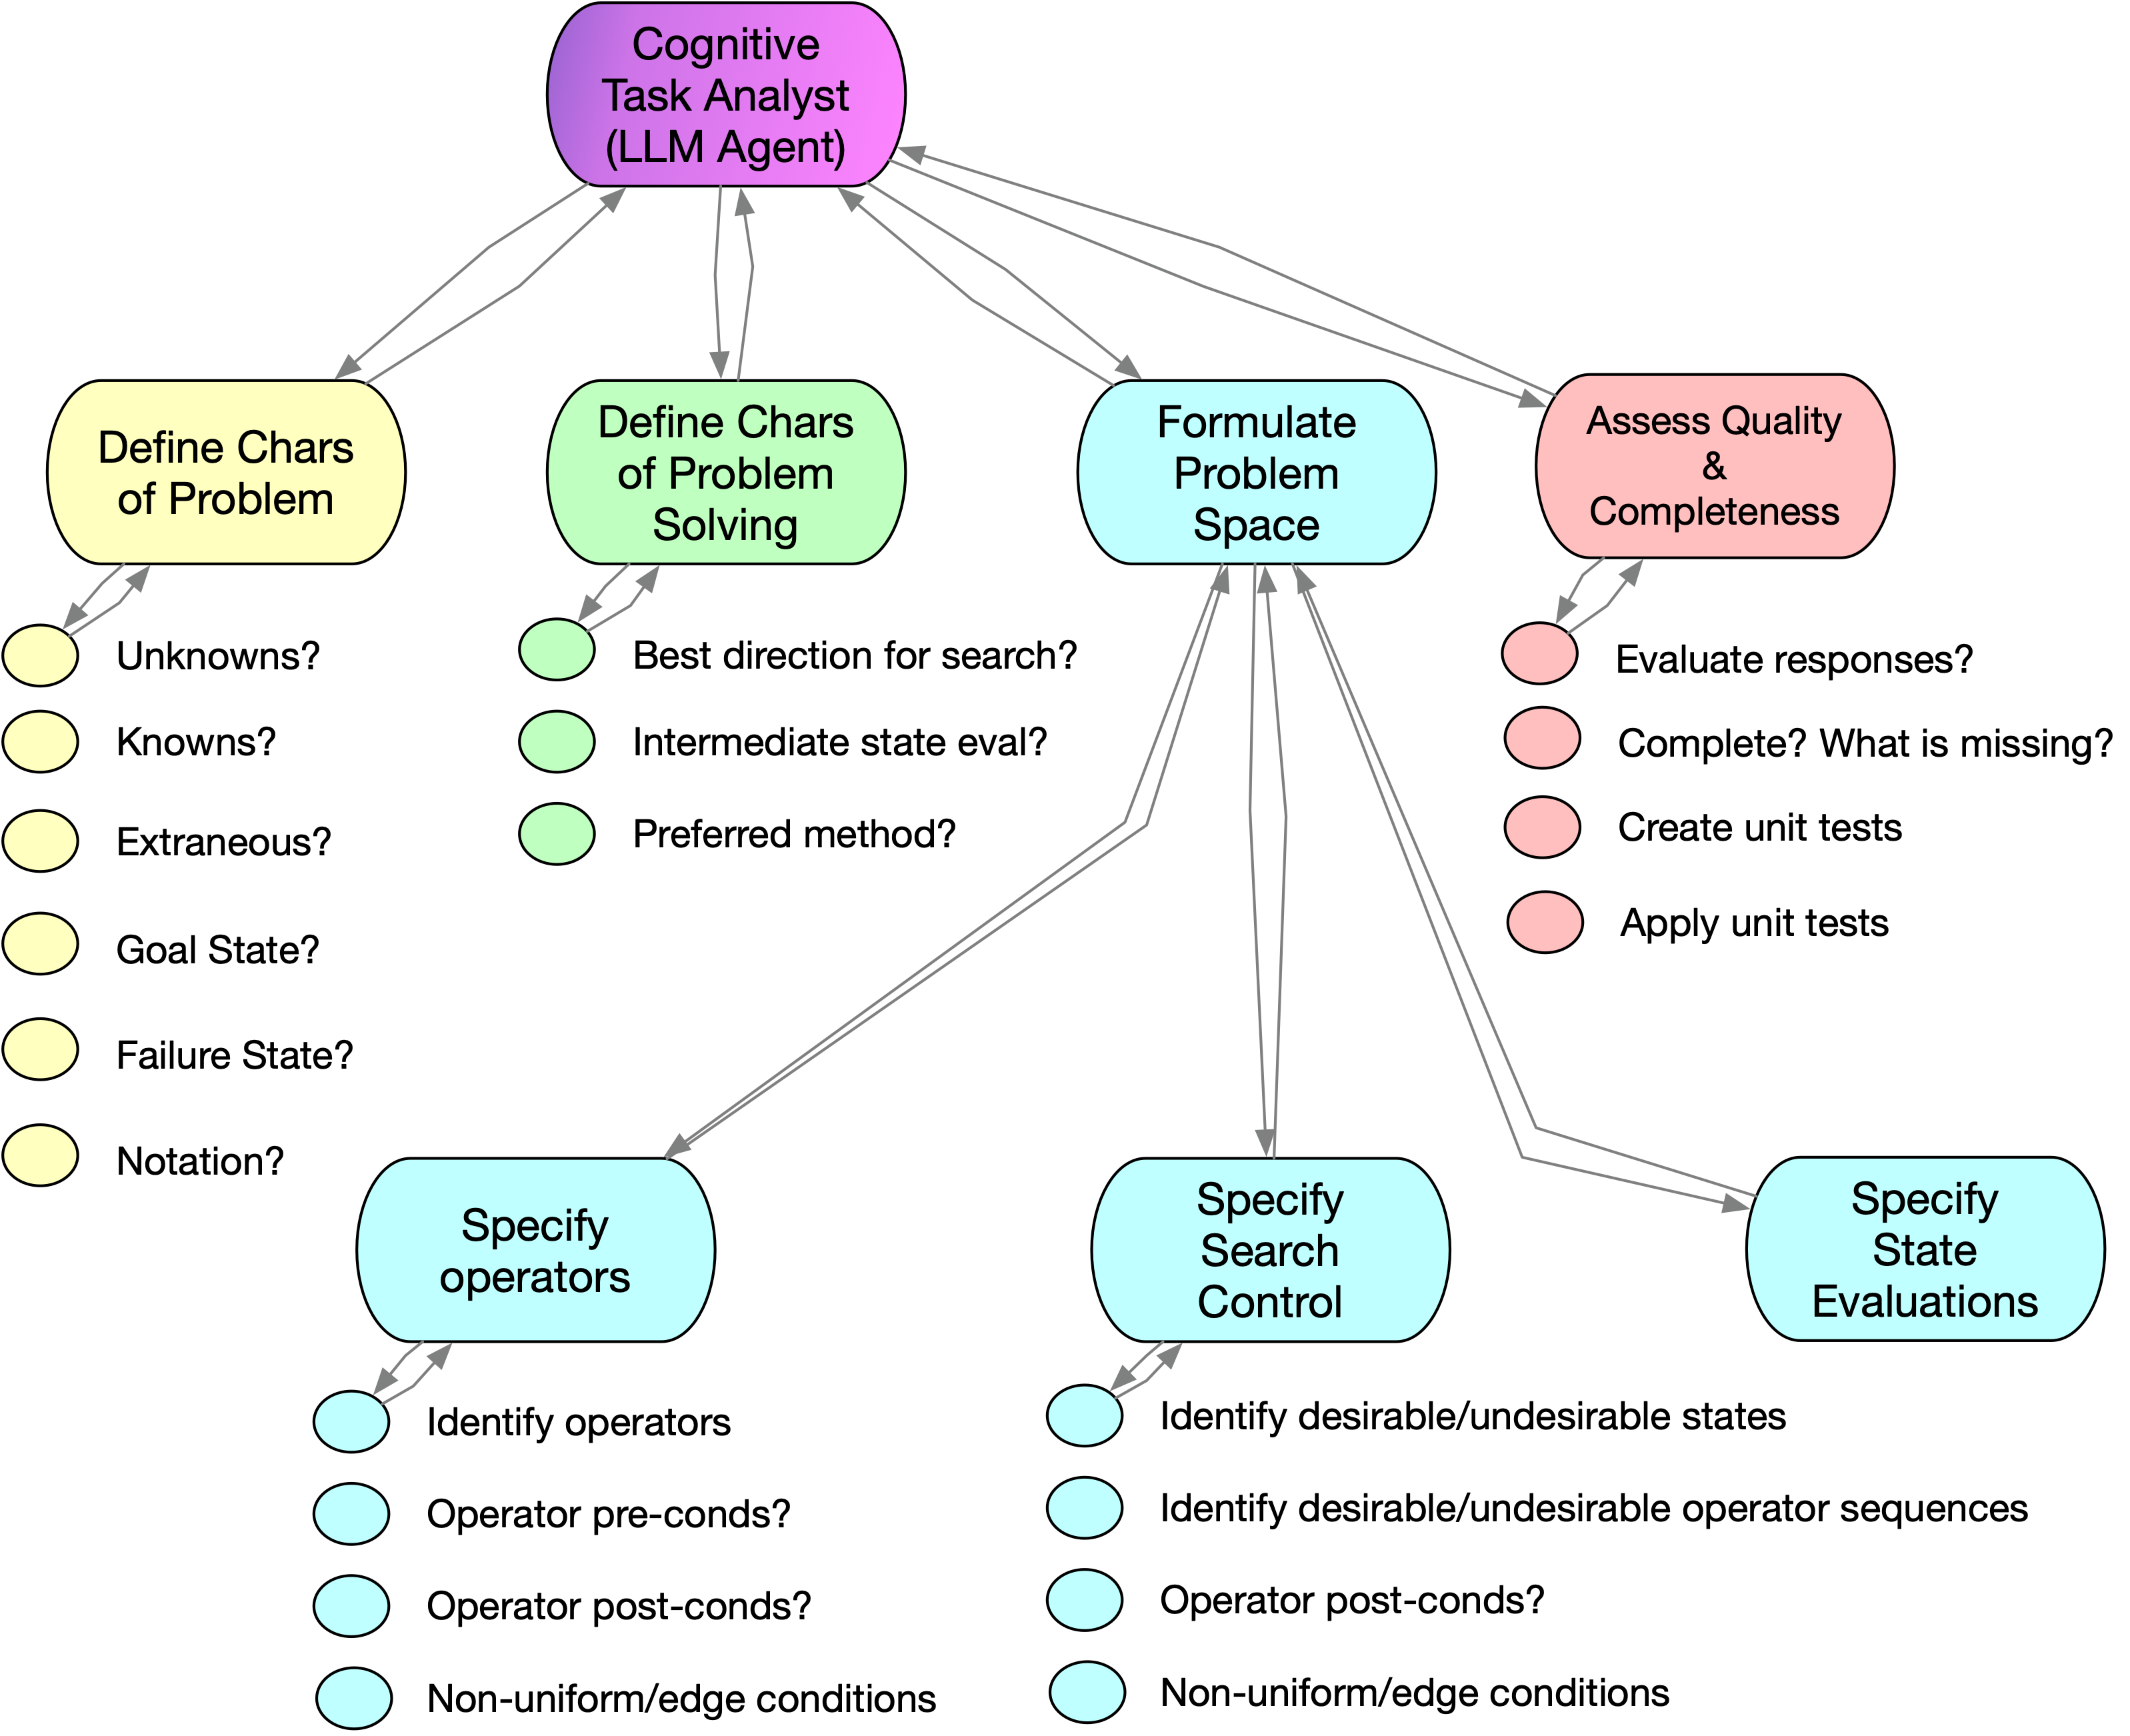 Cognitive
Task Analyst
(LLM Agent)
Define Chars
of Problem
Define Chars
of Problem
Solving
Formulate
Problem
Space
Assess Quality
&
Completeness
Unknowns?
Knowns?
Extraneous?
Goal State?
Failure State?
Notation?
Best direction for search?
Intermediate state eval?
Preferred method?
Evaluate responses?
Complete? What is missing?
Create unit tests
Apply unit tests
Specify
operators
Specify
Search
Control
Specify
State
Evaluations
Identify operators
Operator pre-conds?
Operator post-conds?
Non-uniform/edge conditions
Identify desirable/undesirable states
Identify desirable/undesirable operator sequences
Operator post-conds?
Non-uniform/edge conditions